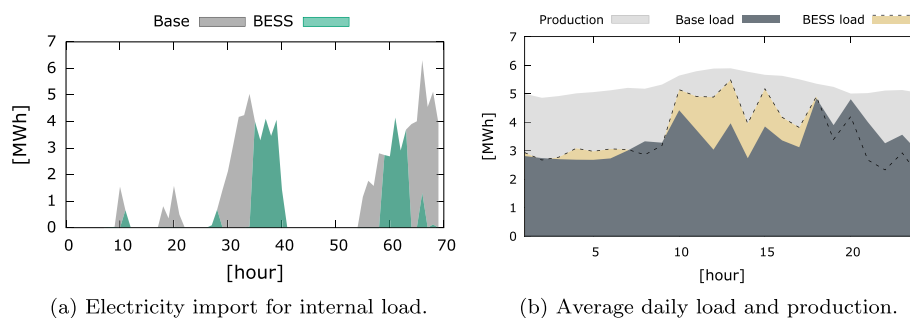 Base BESS
7
6
5
4
3
2
1
0
[MWh]
0 10 20 30 40 50 60 70
[hour]
(a) Electricity import for internal load.
Production Base load BESS load
7
6
5
4
3
2
1
0
[MWh]
5 10 15 20
[hour]
(b) Average daily load and production.